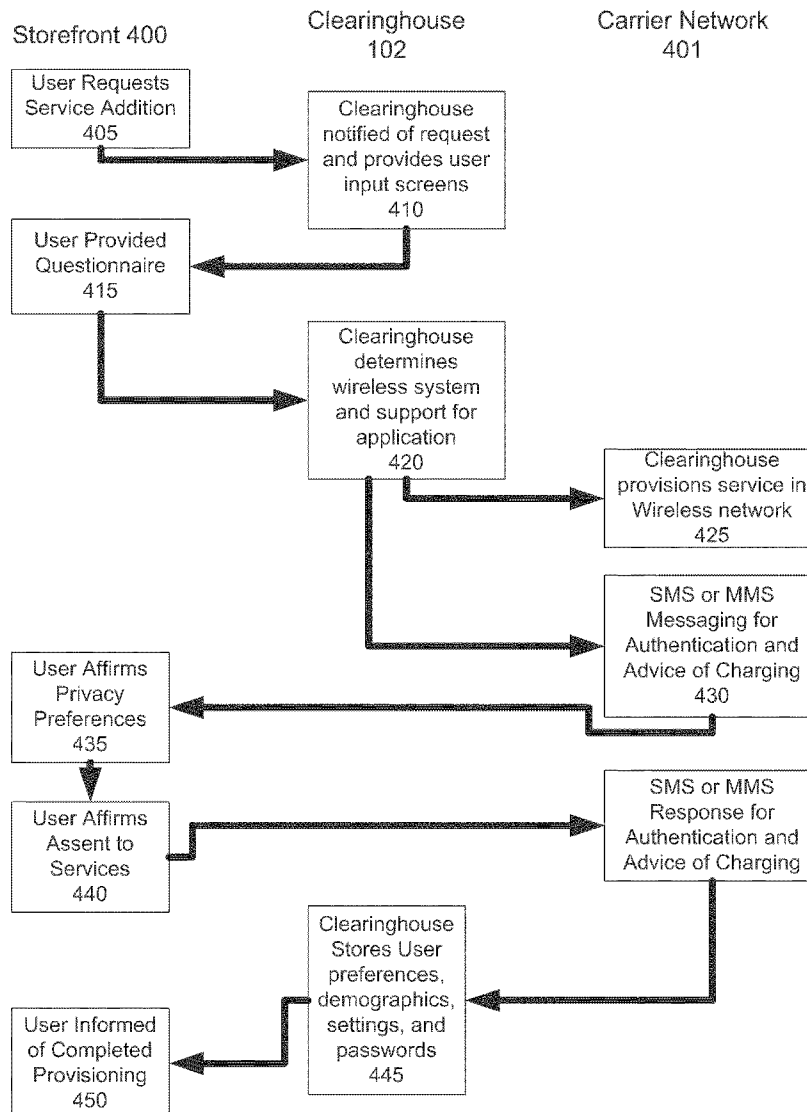 Storefront 400
Clearinghouse
102
Carrier Network
401
User Requests
Service Addition
405
Clearinghouse
notified of request
and provides user
input screens
410
User Provided
Questionnaire
415
Clearinghouse
determines
wireless system
and support for
application
420
Clearinghouse
provisions service in
Wireless network
425
SMS or MMS
Messaging for
Authentication and
Advice of Charging
430
User Affirms
Privacy
Preferences
435
User Affirms
Assent to
Services
440
SMS or MMS
Response for
Authentication and
Advice of Charging
Clearinghouse
Stores User
preferences,
demographics,
settings, and
passwords
445
User Informed
of Completed
Provisioning
450